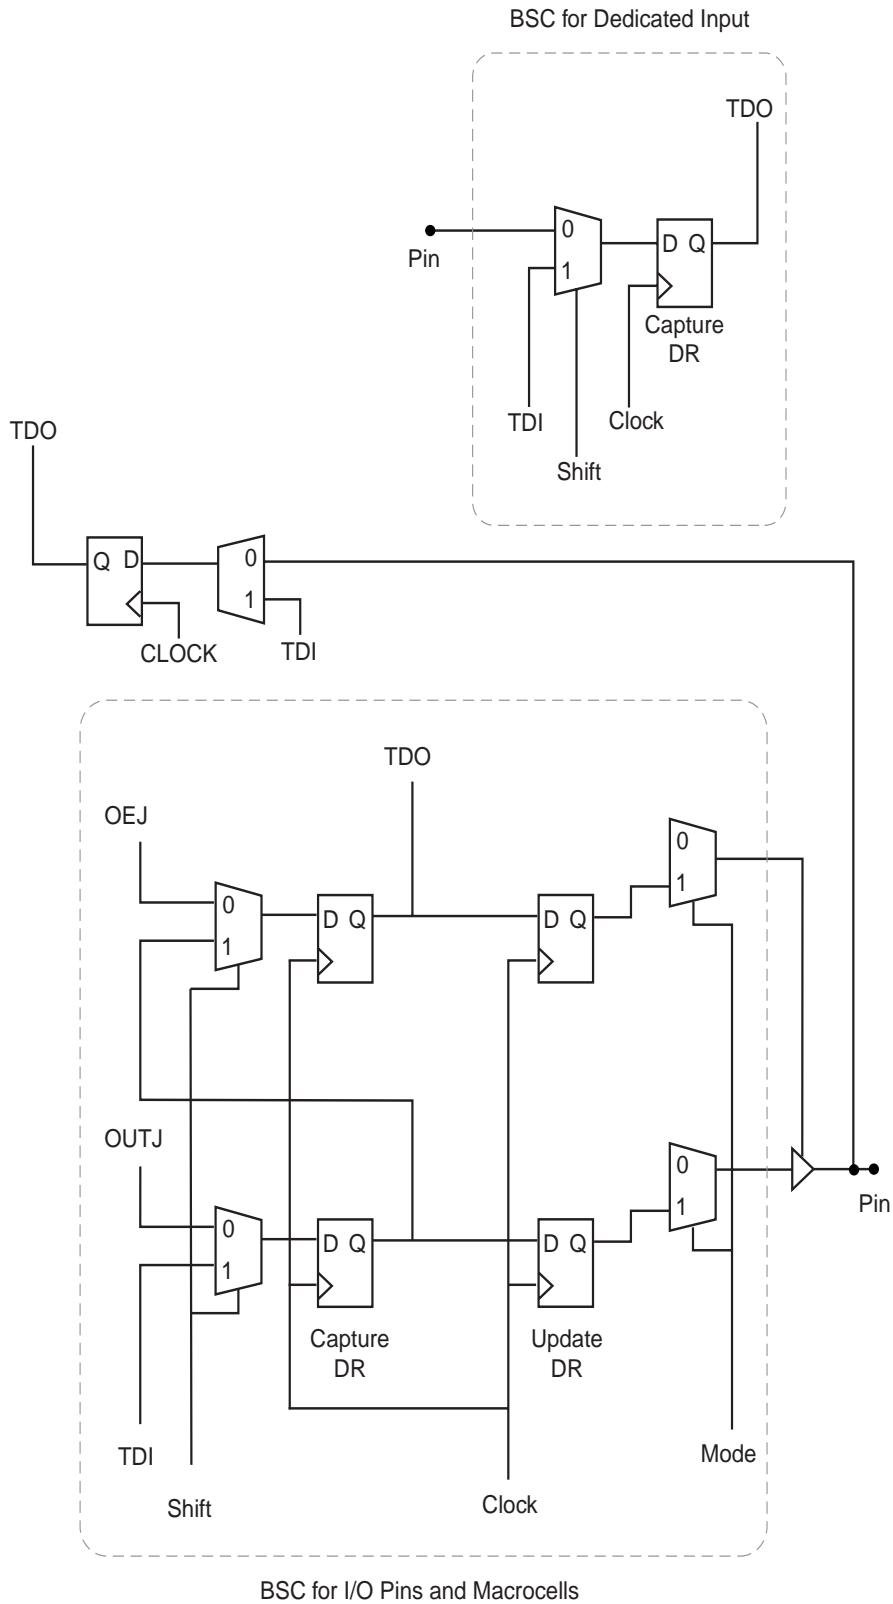 BSC for Dedicated Input
TDO
0
D Q
Pin
1
Capture
DR
TDI
Clock
Shift
TDO
Q D
0
1
CLOCK
TDI
TDO
OEJ
0
1
D Q
D Q
0
1
OUTJ
0
1
D Q
D Q
0
1
Pin
Capture
DR
Update
DR
TDI
Shift
Clock
Mode
BSC for I/O Pins and Macrocells